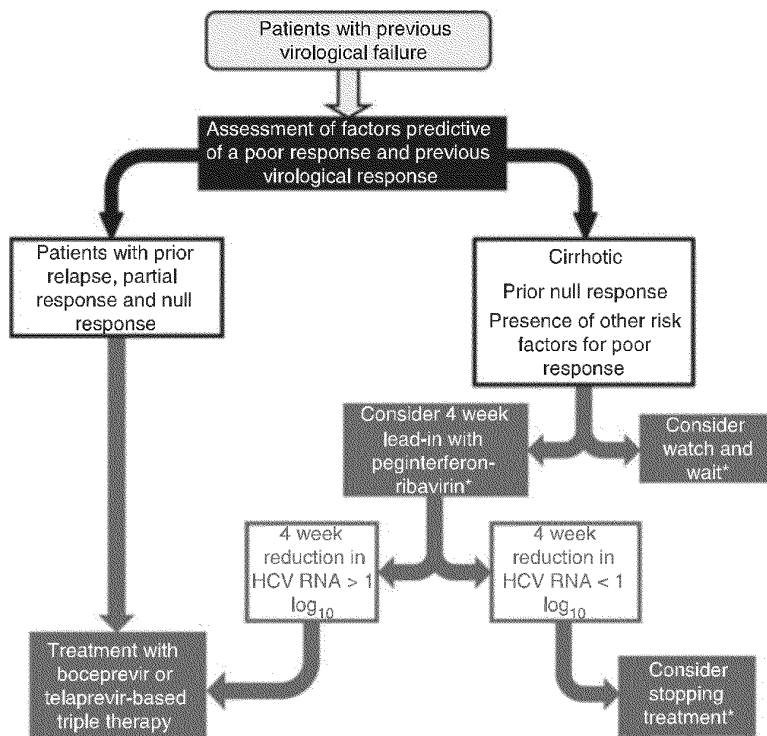 Patients with previous
virological failure
Assessment of factors predictive
of a poor response and previous
virological response
Patients with prior
relapse, partial
response and null
response
Cirrhotic
Prior null response
Presence of other risk
factors for poor
response
Consider 4 week
lead-in with
peginterferon-
ribavirin*
Consider
watch and
wait*
4 week
reduction in
HCV RNA > 1
log₁₀
4 week
reduction in
HCV RNA < 1
log₁₀
Treatment with
boceprevir or
telaprevir-based
triple therapy
Consider
stopping
treatment*